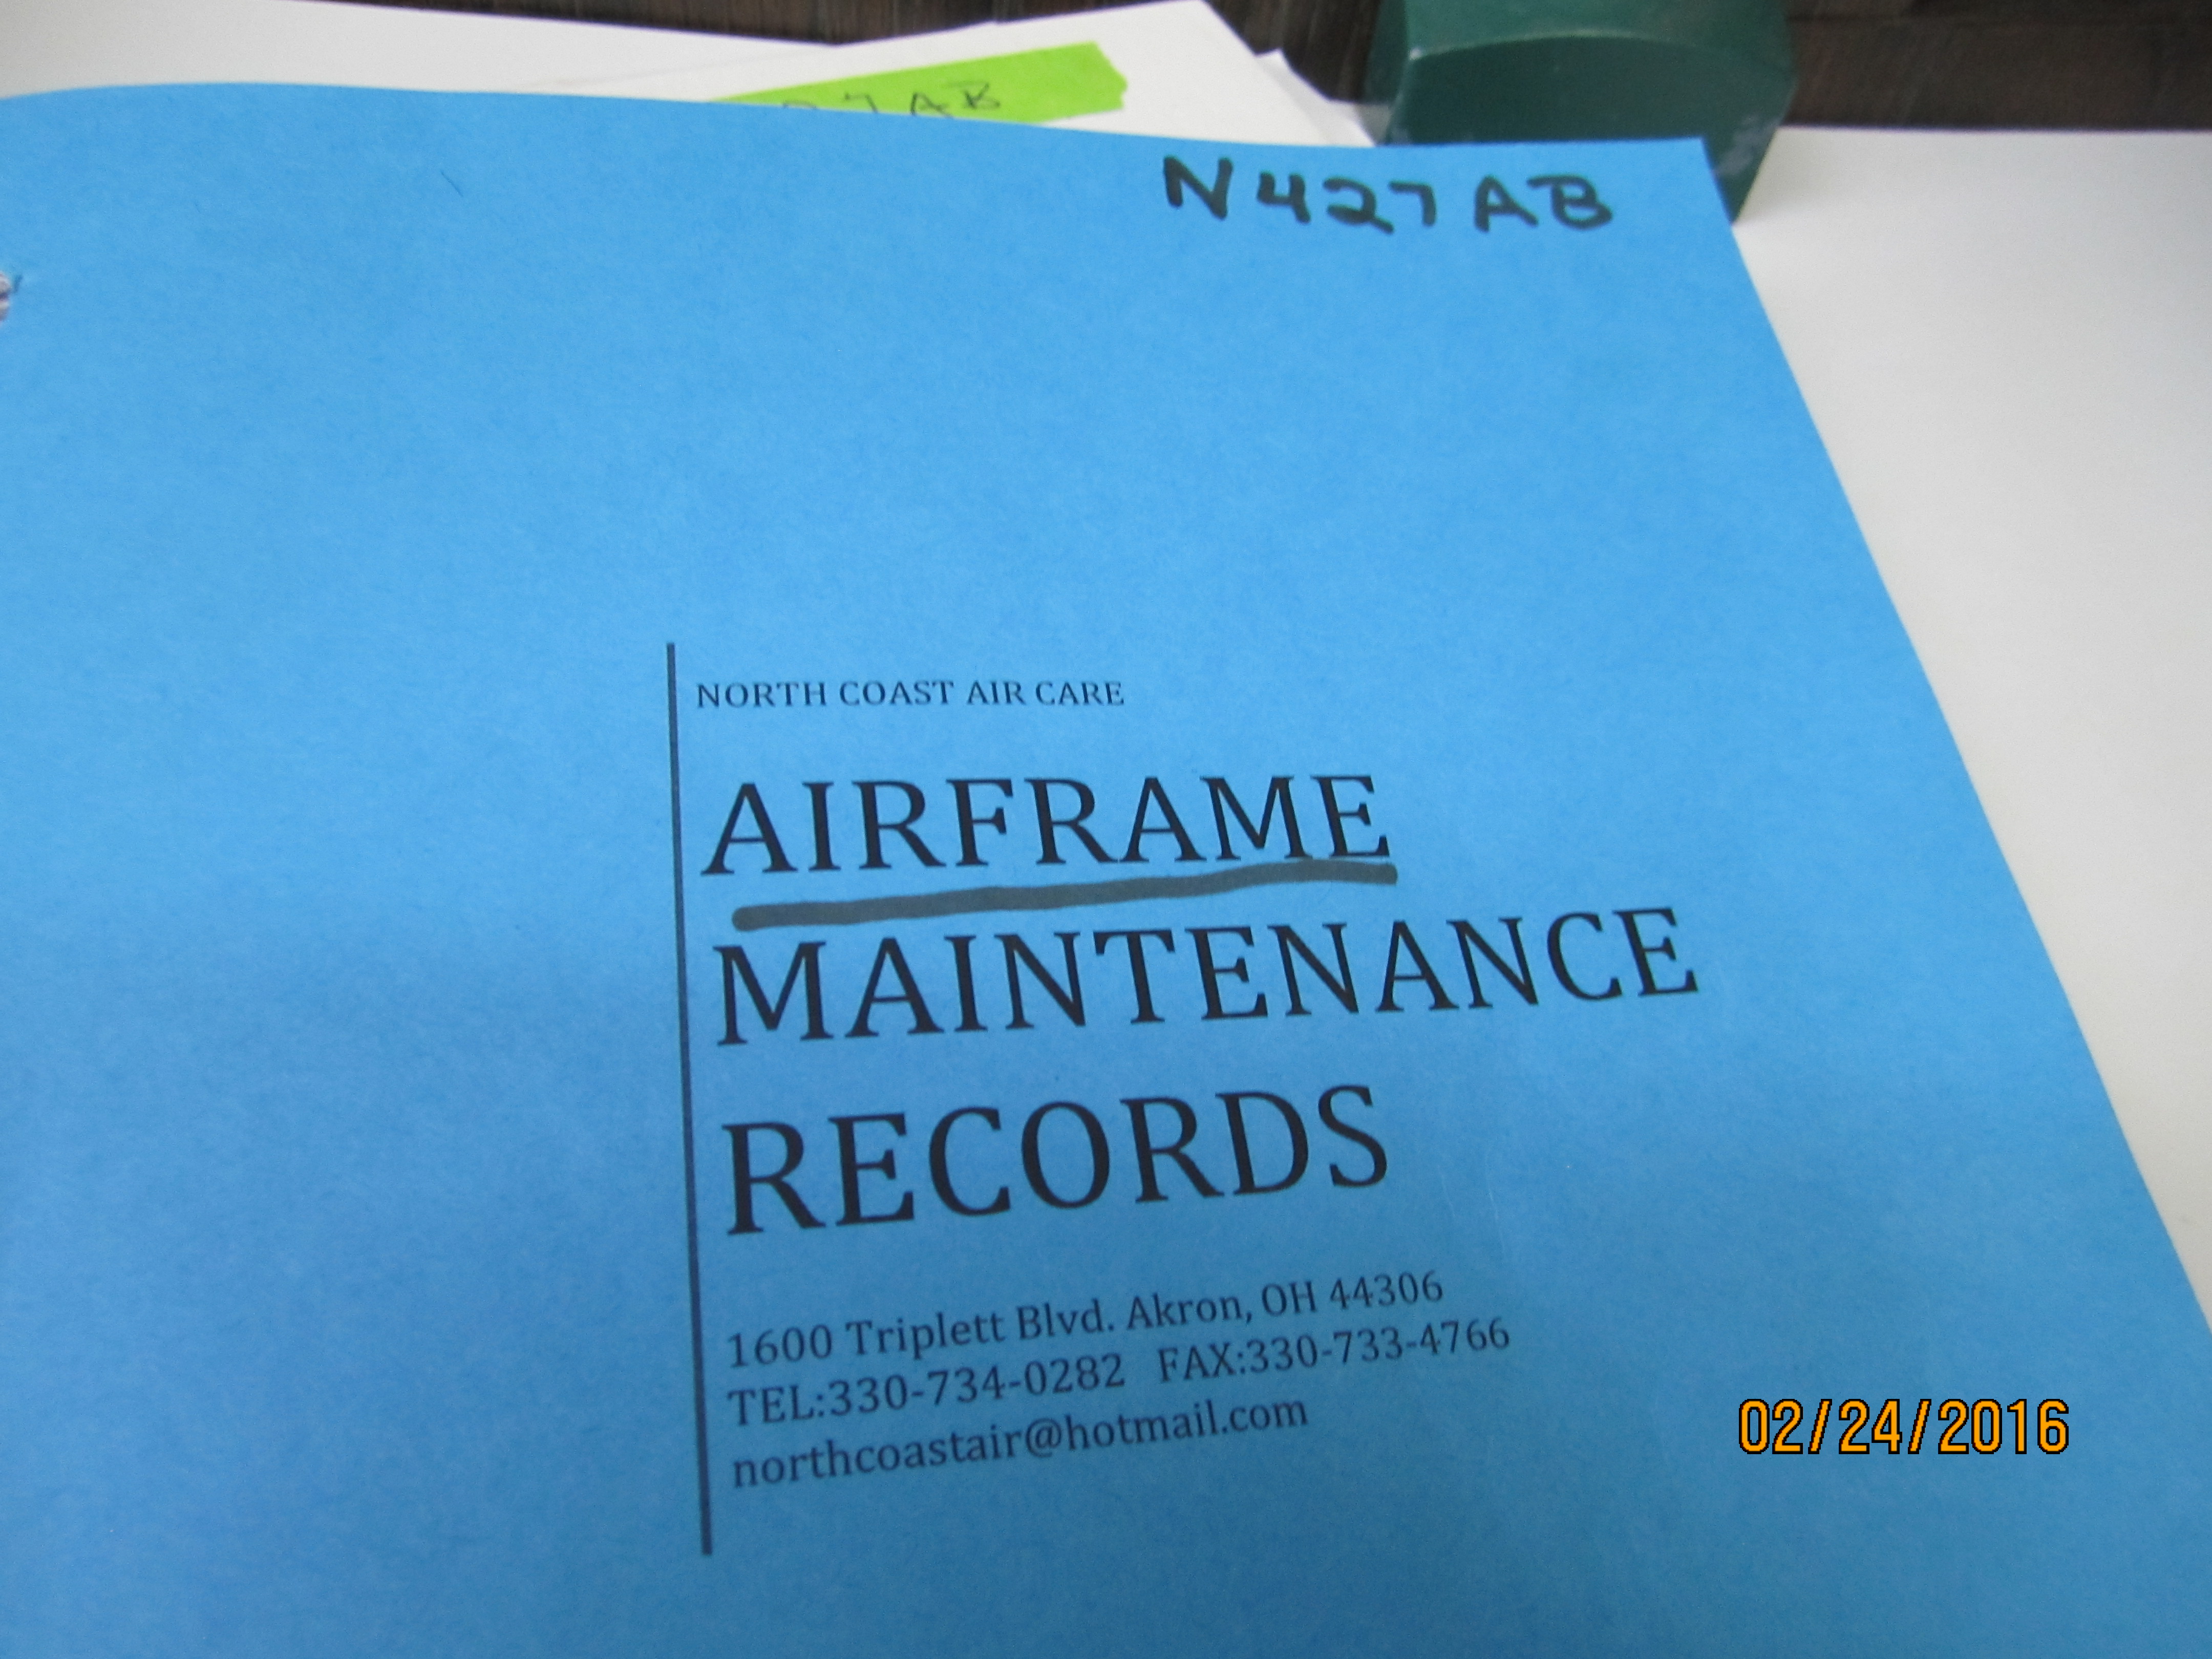 7AB
N427AB
NORTH COAST AIR CARE
AIRFRAME
MAINTENANCE
RECORDS
1600 Triplett Blvd. Akron, OH 44306
TEL:330-734-0282 FAX:330-733-4766
northcoastair@hotmail.com
02/24/2016